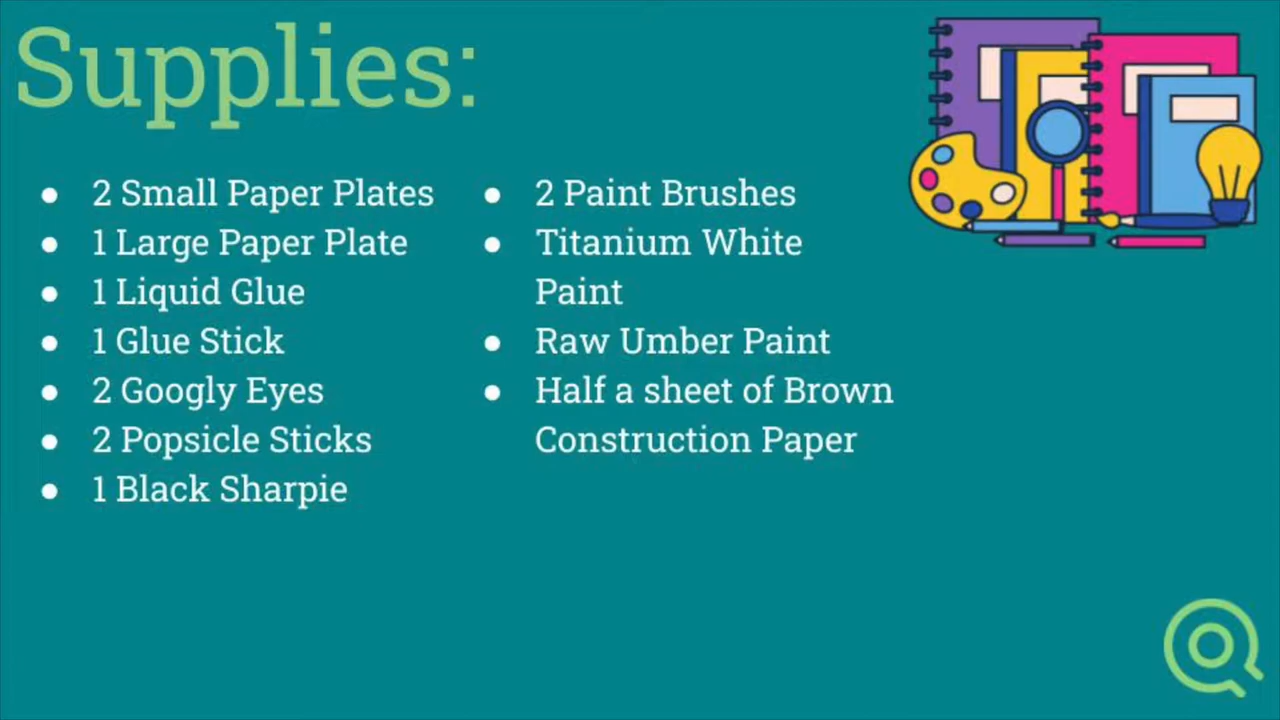 Supplies:
● 2 Small Paper Plates
● 1 Large Paper Plate
● 1 Liquid Glue
● 1 Glue Stick
● 2 Googly Eyes
● 2 Popsicle Sticks
● 1 Black Sharpie
● 2 Paint Brushes
● Titanium White
Paint
● Raw Umber Paint
● Half a sheet of Brown
Construction Paper